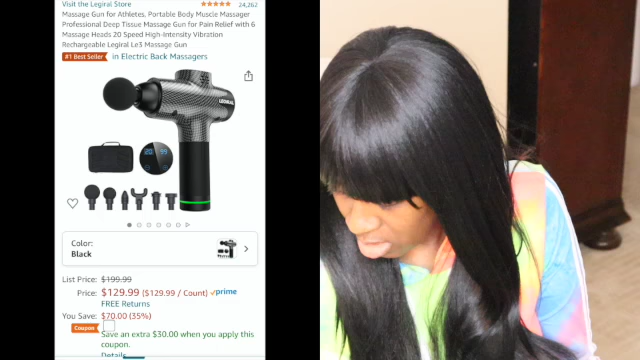 Visit the Legiral Store 24,262
Massage Gun for Athletes, Portable Body Muscle Massager
Professional Deep Tissue Massage Gun for Pain Relief with 6
Massage Heads 20 Speed High-Intensity Vibration
Rechargeable Legiral Le3 Massage Gun
#1 Best Seller in Electric Back Massagers
LEGIRAL
Color:
Black
List Price: $199.99
Price: $129.99 ($129.99 / Count) prime
FREE Returns
You Save: $70.00 (35%)
Coupon
Save an extra $30.00 when you apply this
coupon.
Details